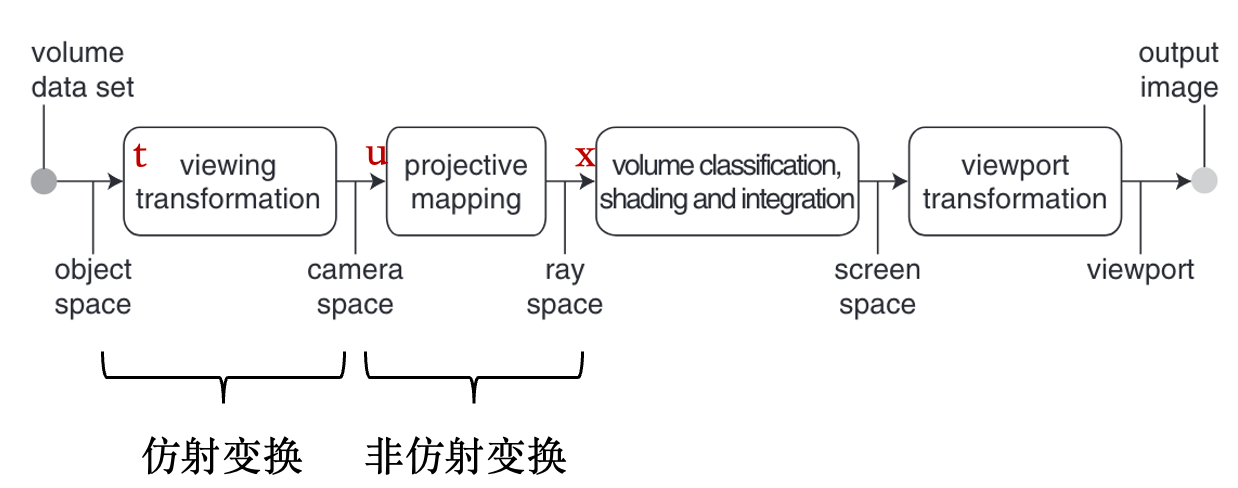 volume
data set
output
image
t
viewing
transformation
u
projective
mapping
x
volume classification,
shading and integration
viewport
transformation
object
space
camera
space
ray
space
screen
space
viewport
仿射变换
非仿射变换